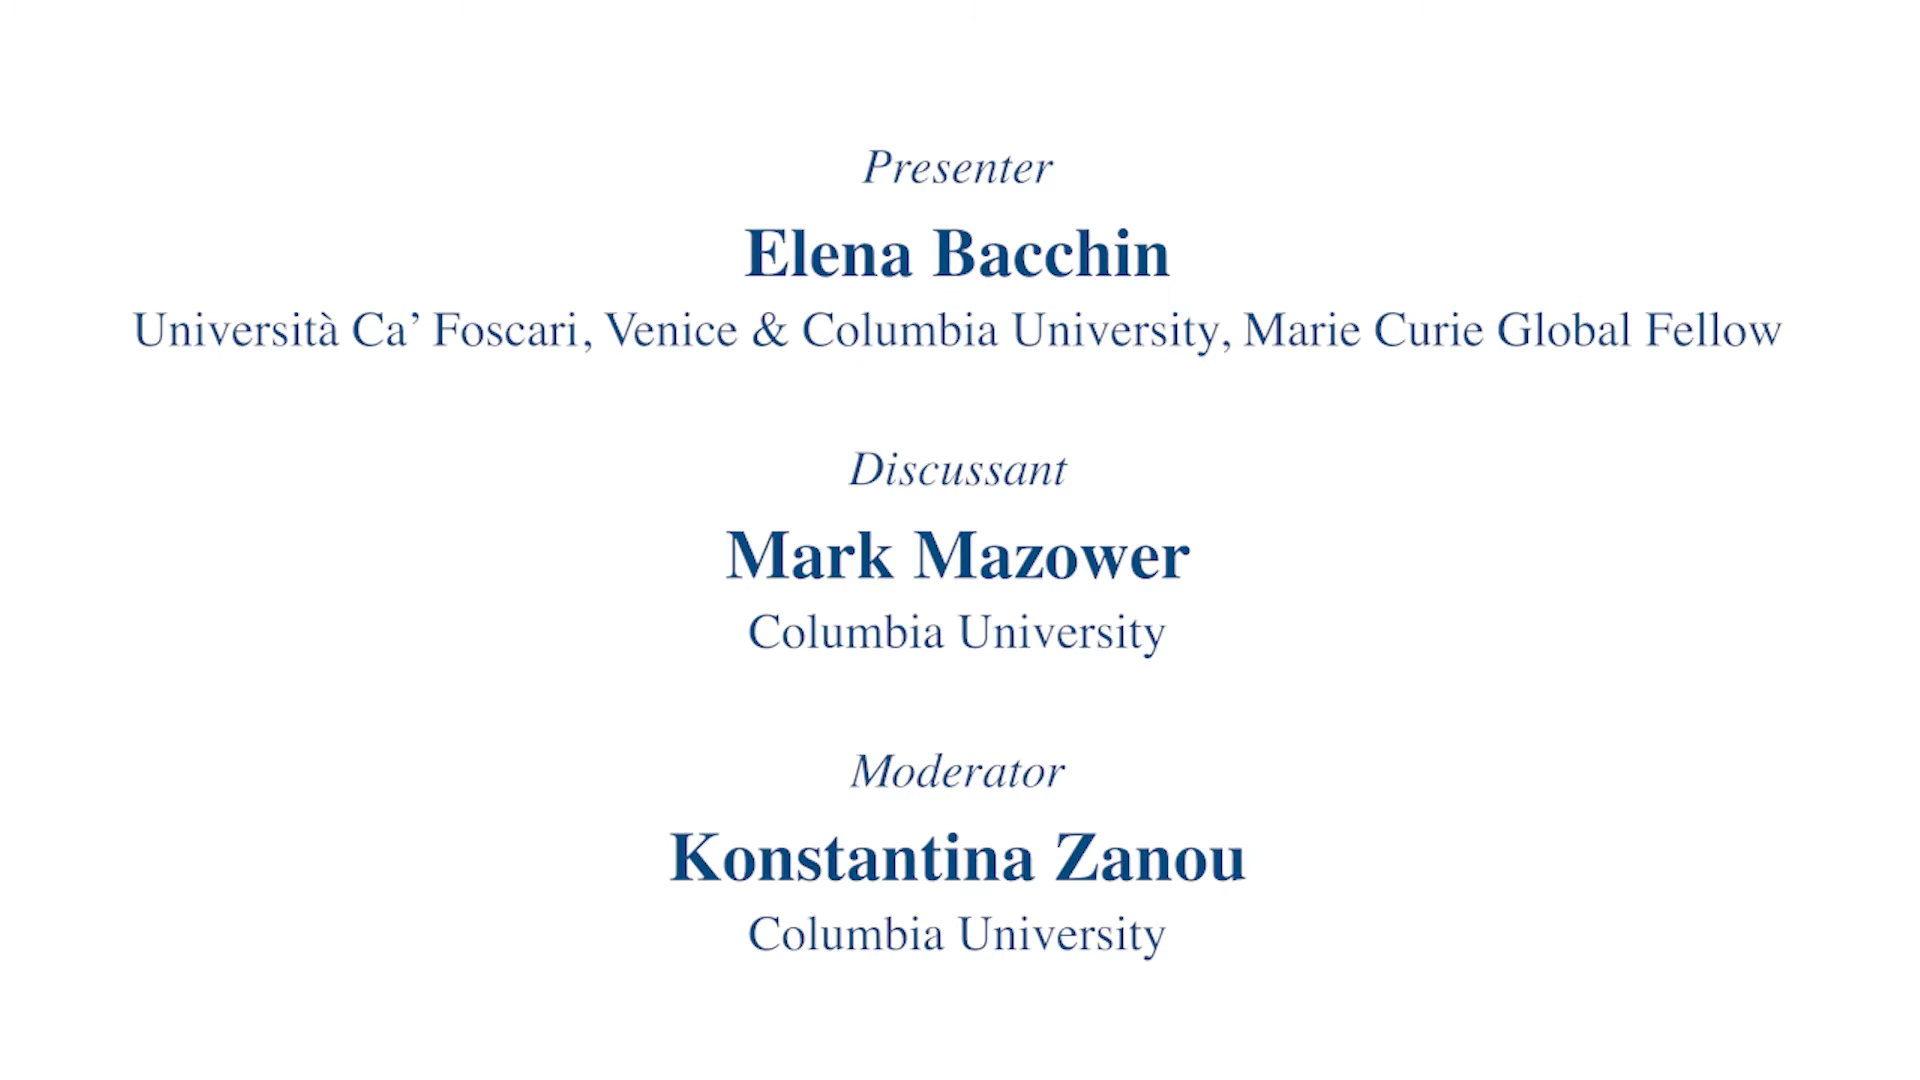 Presenter
Elena Bacchin
Università Ca’ Foscari, Venice & Columbia University, Marie Curie Global Fellow
Discussant
Mark Mazower
Columbia University
Moderator
Konstantina Zanou
Columbia University